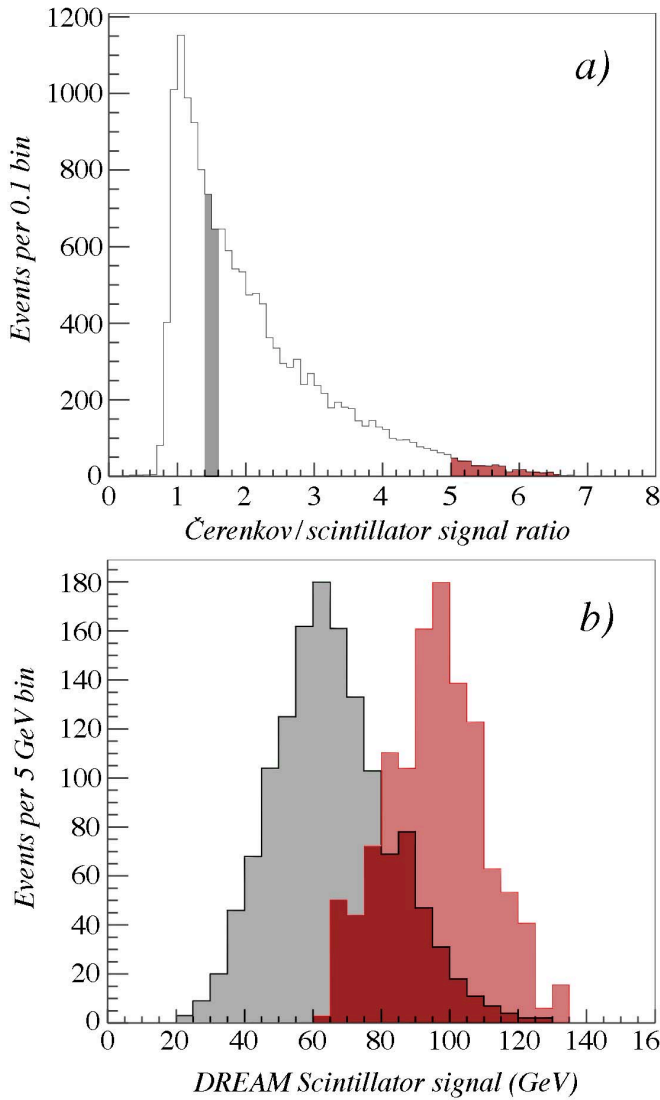 a)
Events per 0.1 bin
1200
1000
800
600
400
200
0
0 1 2 3 4 5 6 7 8
Čerenkov/scintillator signal ratio
b)
Events per 5 GeV bin
180
160
140
120
100
80
60
40
20
0
0 20 40 60 80 100 120 140 16
DREAM Scintillator signal (GeV)